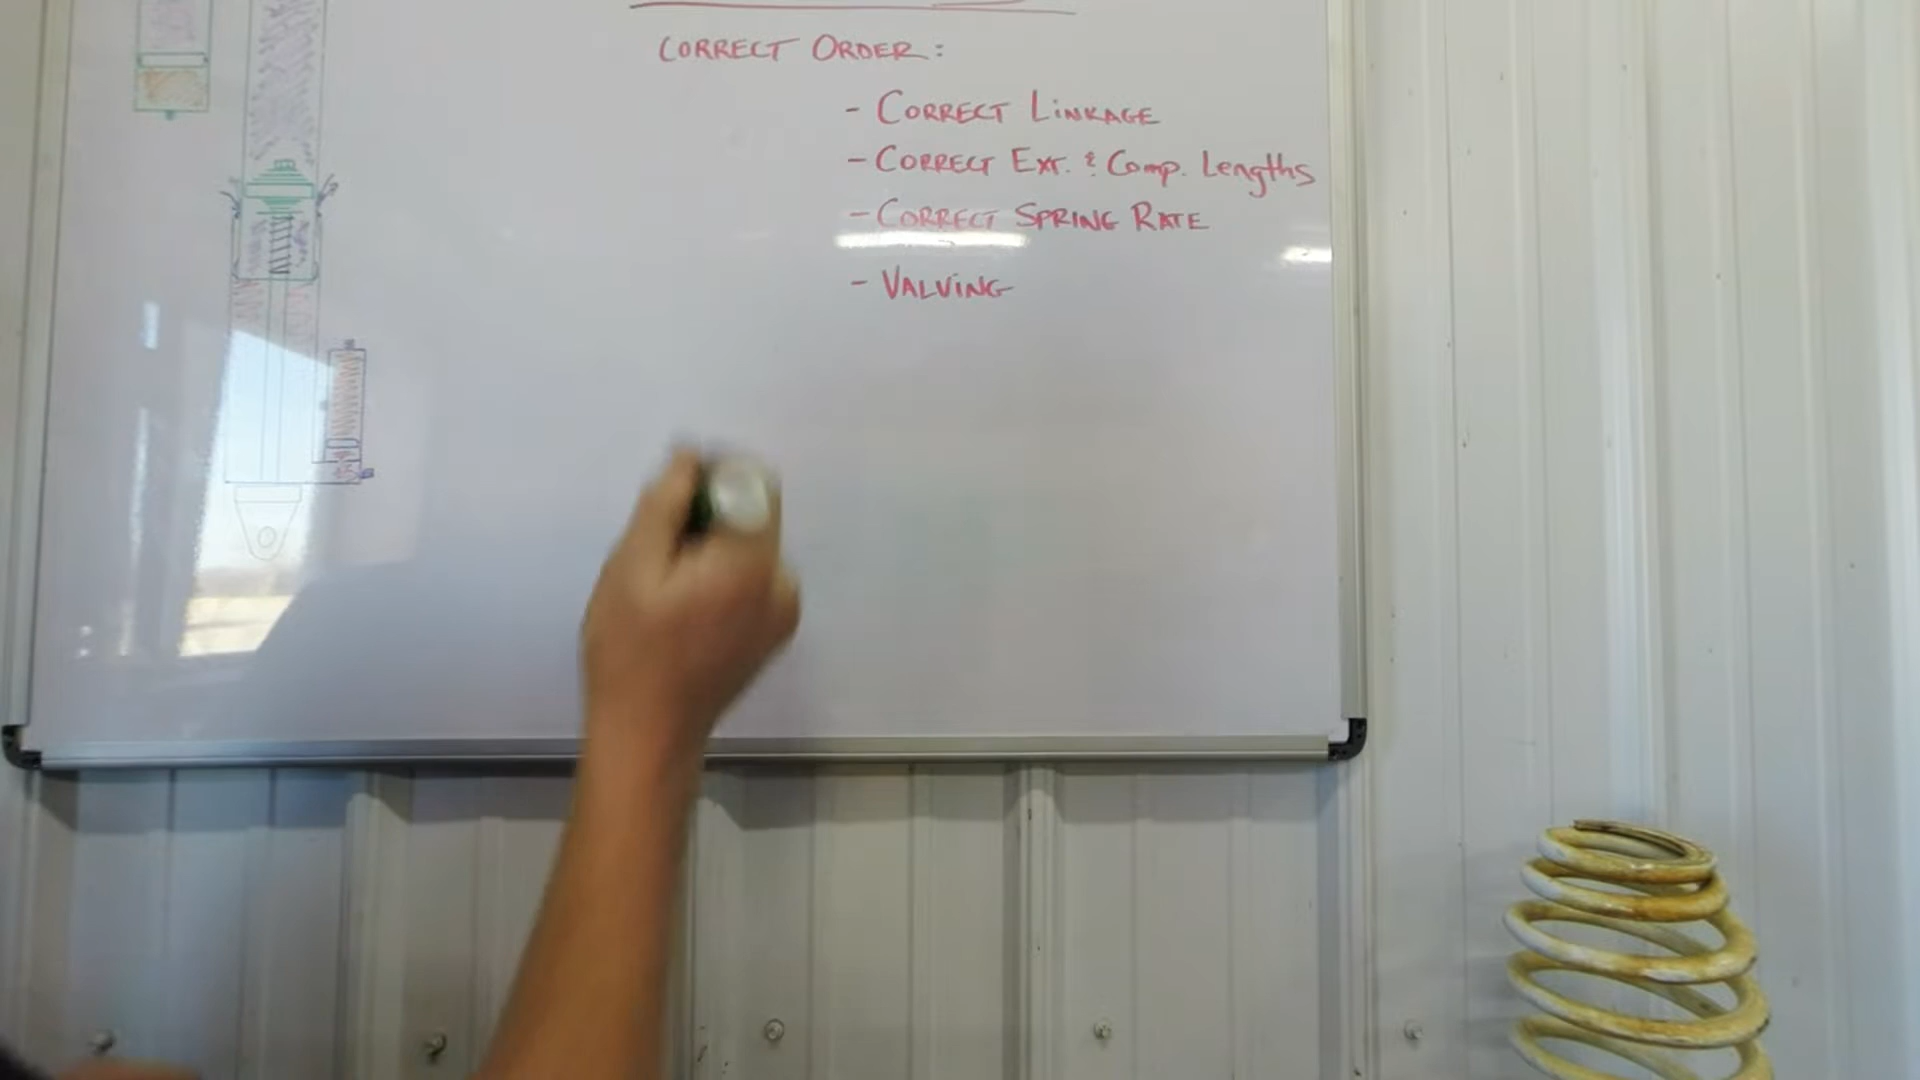 CORRECT ORDER:
- CORRECT LINKAGE
- CORRECT EXT. & Comp. Lengths
- CORRECT SPRING RATE
- VALVING